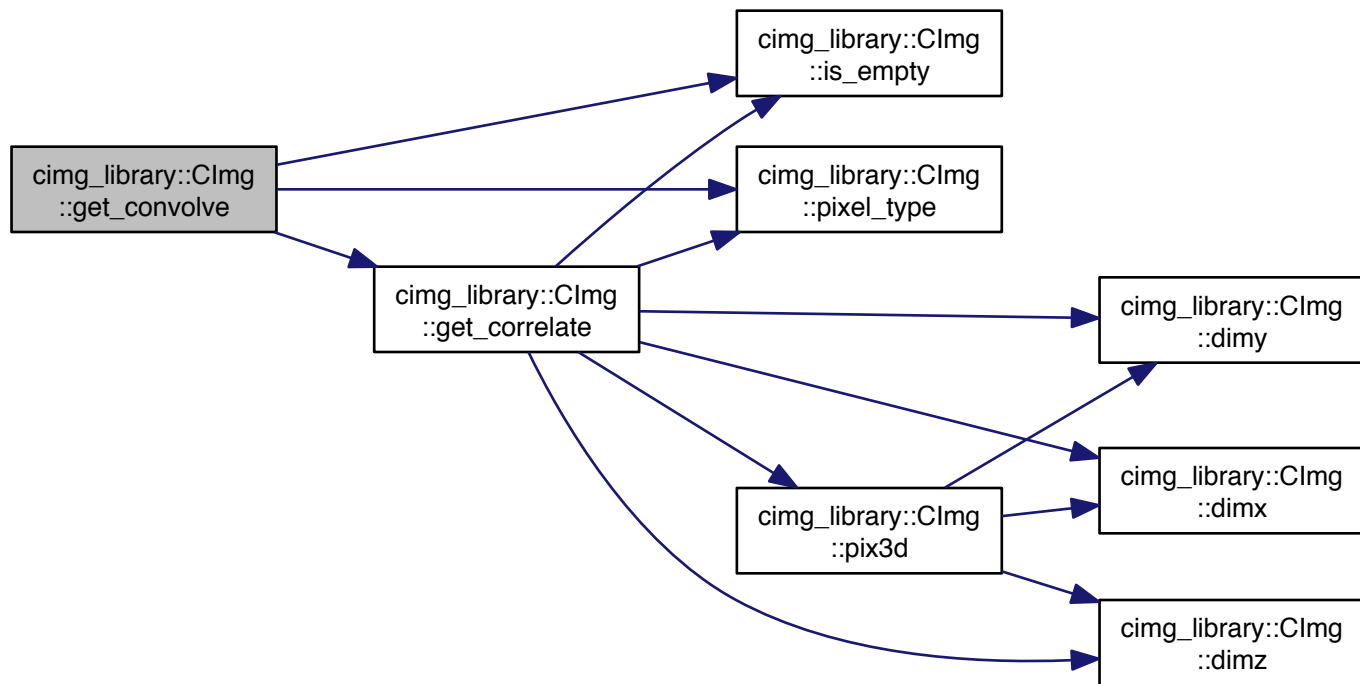 cimg_library::CImg
::is_empty
cimg_library::CImg
::get_convolve
cimg_library::CImg
::pixel_type
cimg_library::CImg
::get_correlate
cimg_library::CImg
::dimy
cimg_library::CImg
::dimx
cimg_library::CImg
::pix3d
cimg_library::CImg
::dimz